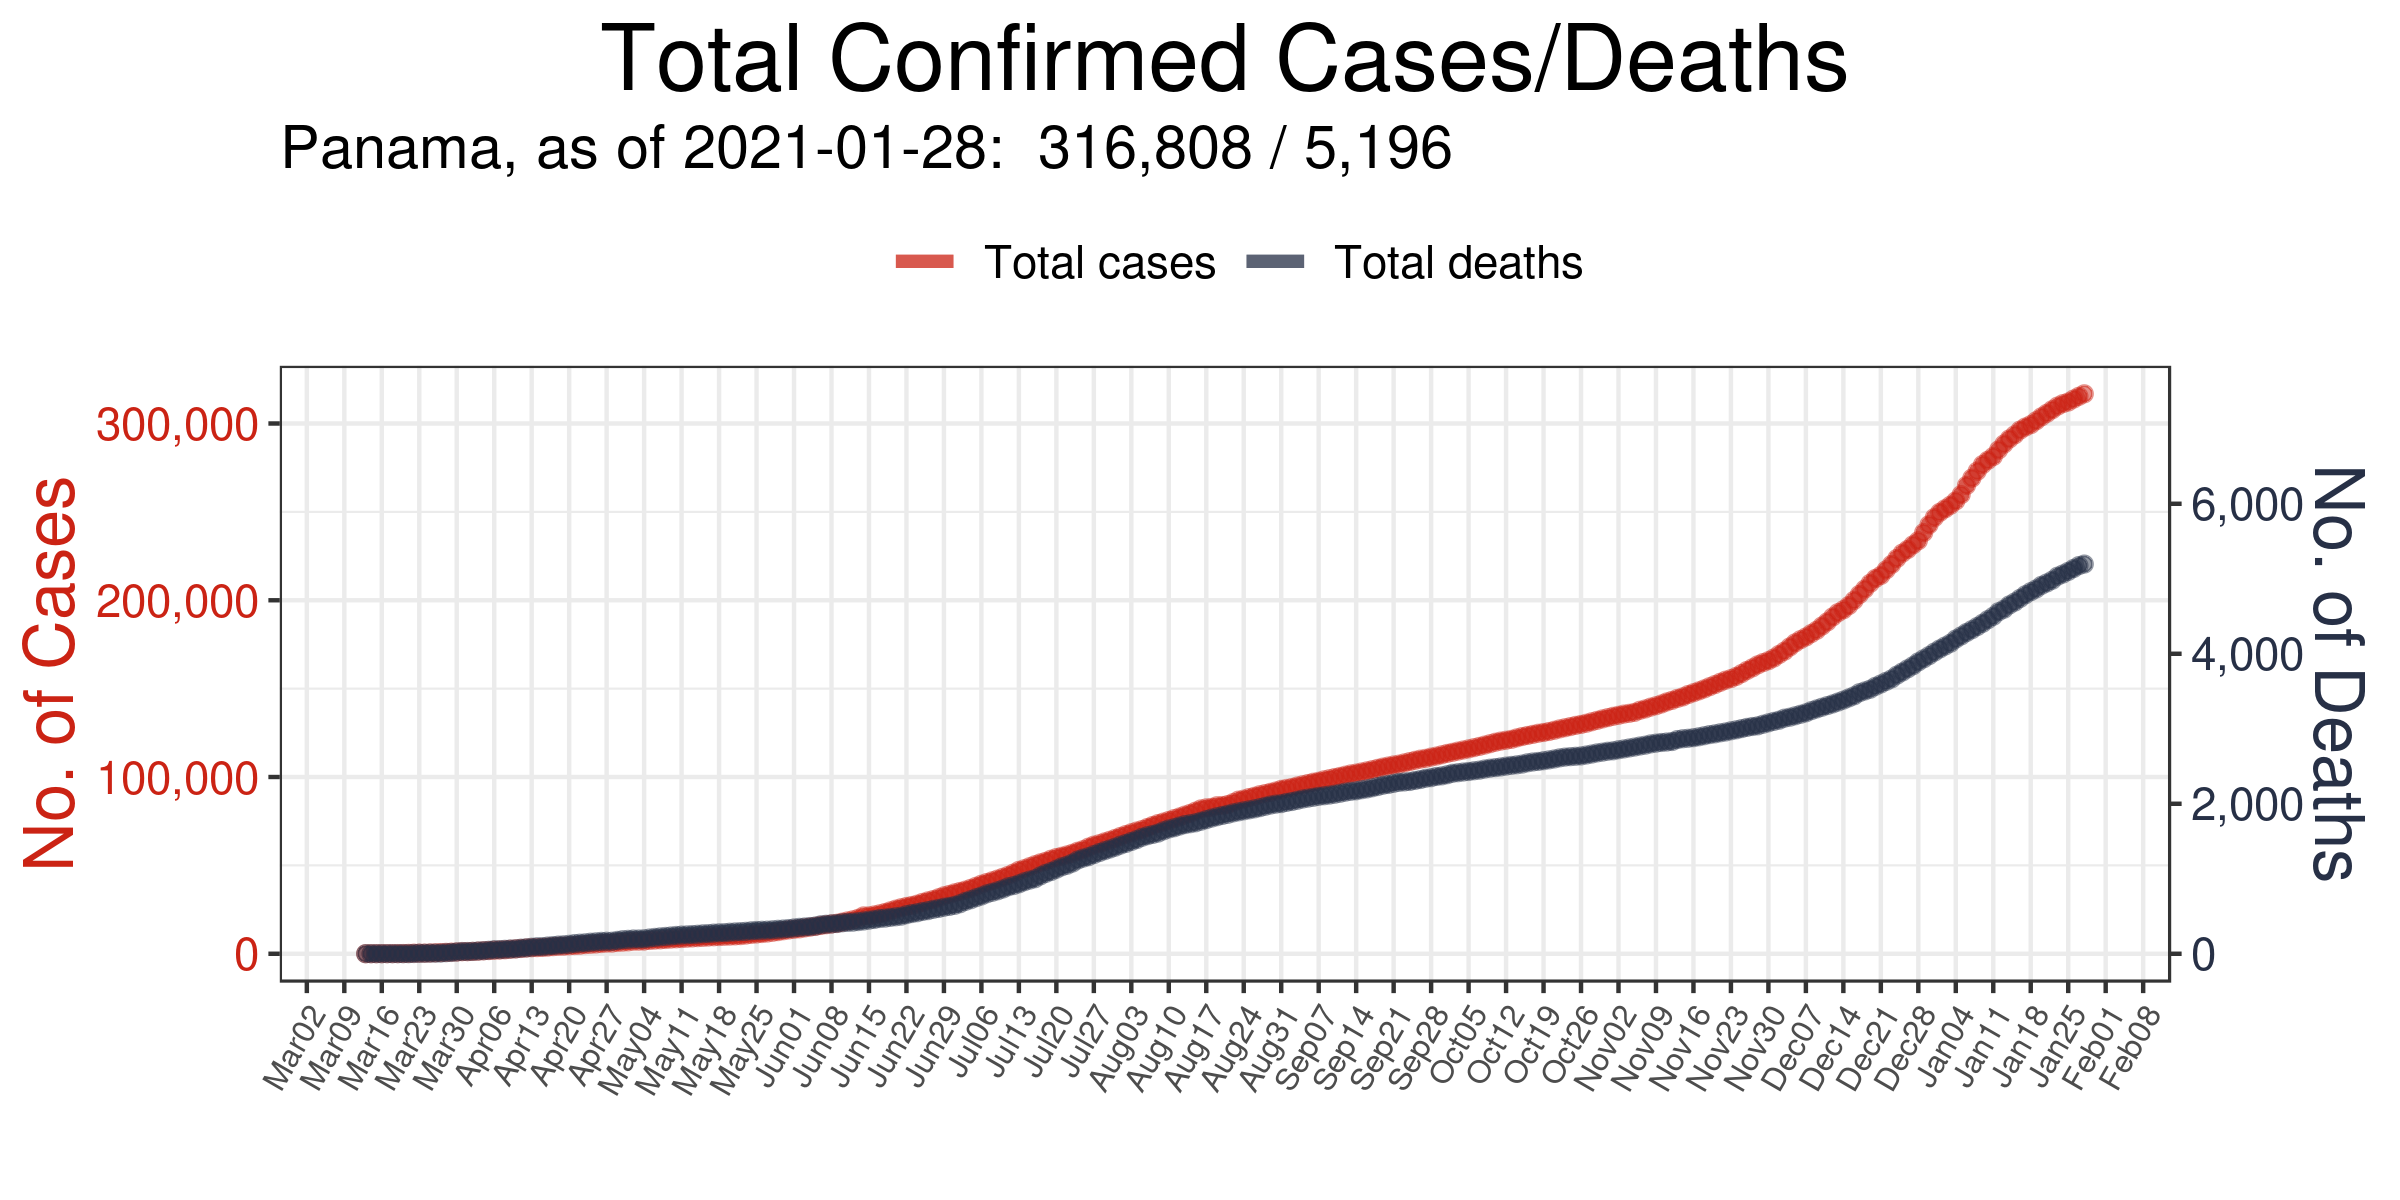 Total Confirmed Cases/Deaths
Panama, as of 2021-01-28:  316,808 / 5,196
Total cases
Total deaths
No. of Cases
300,000
200,000
100,000
0
No. of Deaths
6,000
4,000
2,000
0
Mar02
Mar09
Mar16
Mar23
Mar30
Apr06
Apr13
Apr20
Apr27
May04
May11
May18
May25
Jun01
Jun08
Jun15
Jun22
Jun29
Jul06
Jul13
Jul20
Jul27
Aug03
Aug10
Aug17
Aug24
Aug31
Sep07
Sep14
Sep21
Sep28
Oct05
Oct12
Oct19
Oct26
Nov02
Nov09
Nov16
Nov23
Nov30
Dec07
Dec14
Dec21
Dec28
Jan04
Jan11
Jan18
Jan25
Feb01
Feb08